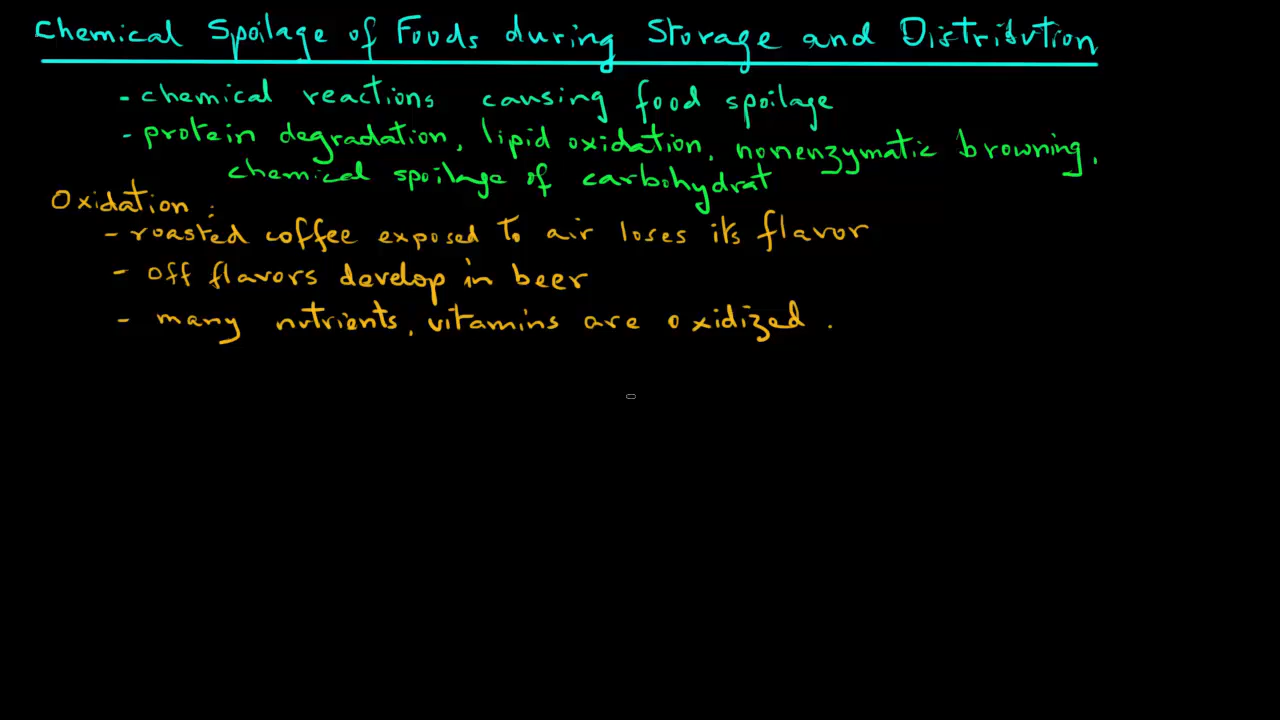 Chemical Spoilage of Foods during Storage and Distribution
- chemical reactions causing food spoilage
- protein degradation, lipid oxidation, nonenzymatic browning,
chemical spoilage of carbohydrat
Oxidation :
- roasted coffee exposed to air loses its flavor
- off flavors develop in beer
- many nutrients, vitamins are oxidized .